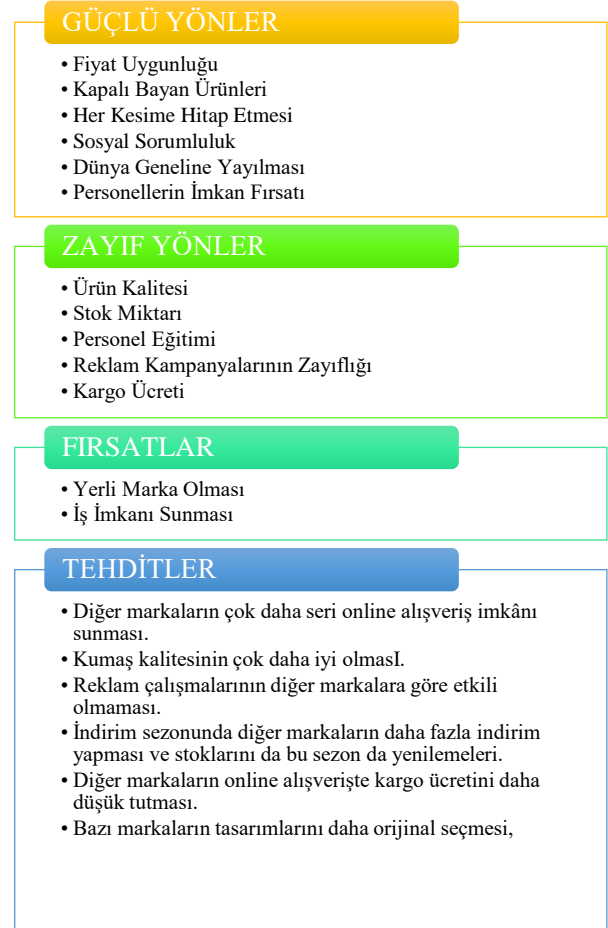 GÜÇLÜ YÖNLER
• Fiyat Uygunluğu
• Kapalı Bayan Ürünleri
• Her Kesime Hitap Etmesi
• Sosyal Sorumluluk
• Dünya Geneline Yayılması
• Personellerin İmkan Fırsatı
ZAYIF YÖNLER
• Ürün Kalitesi
• Stok Miktarı
• Personel Eğitimi
• Reklam Kampanyalarının Zayıflığı
• Kargo Ücreti
FIRSATLAR
• Yerli Marka Olması
• İş İmkanı Sunması
TEHDİTLER
• Diğer markaların çok daha seri online alışveriş imkânı
sunması.
• Kumaş kalitesinin çok daha iyi olmasI.
• Reklam çalışmalarının diğer markalara göre etkili
olmaması.
• İndirim sezonunda diğer markaların daha fazla indirim
yapması ve stoklarını da bu sezon da yenilemeleri.
• Diğer markaların online alışverişte kargo ücretini daha
düşük tutması.
• Bazı markaların tasarımlarını daha orijinal seçmesi,